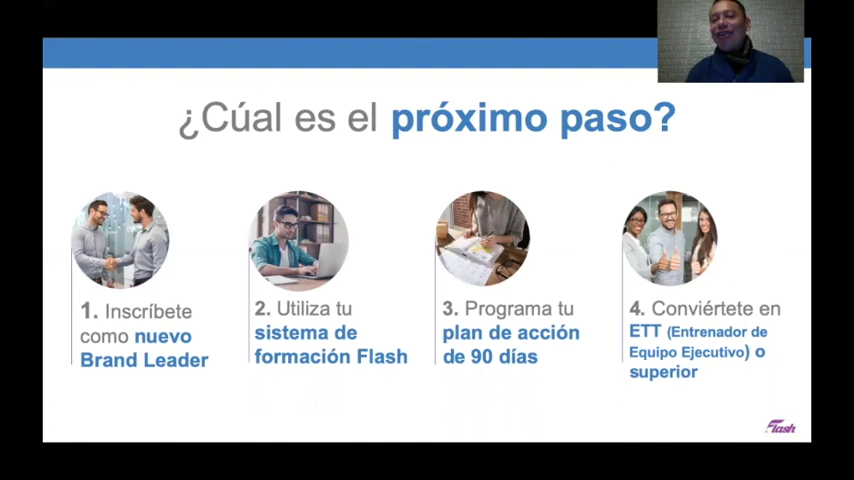 ¿Cúal es el próximo paso?
1. Inscríbete
como nuevo
Brand Leader
2. Utiliza tu
sistema de
formación Flash
3. Programa tu
plan de acción
de 90 días
4. Conviértete en
ETT (Entrenador de
Equipo Ejecutivo) o
superior
Flash